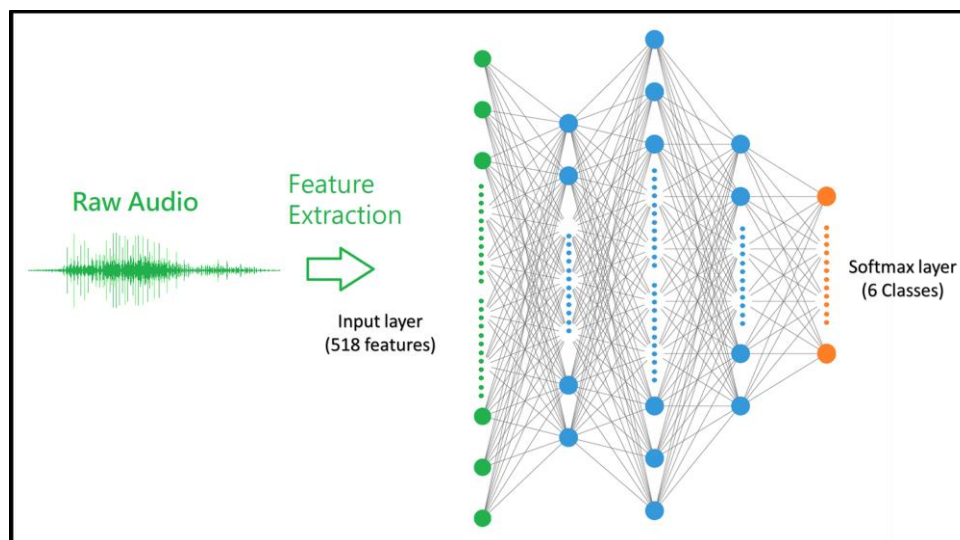 Raw Audio
Feature
Extraction
Input layer
(518 features)
Softmax layer
(6 Classes)